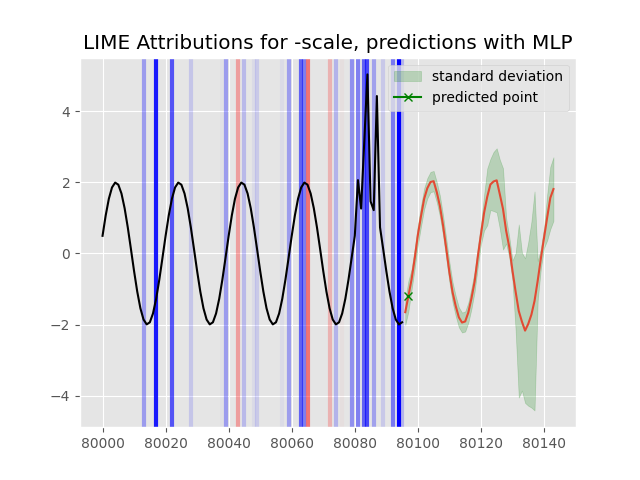 LIME Attributions for -scale, predictions with MLP
standard deviation
predicted point
4
2
0
−2
−4
80000 80020 80040 80060 80080 80100 80120 80140